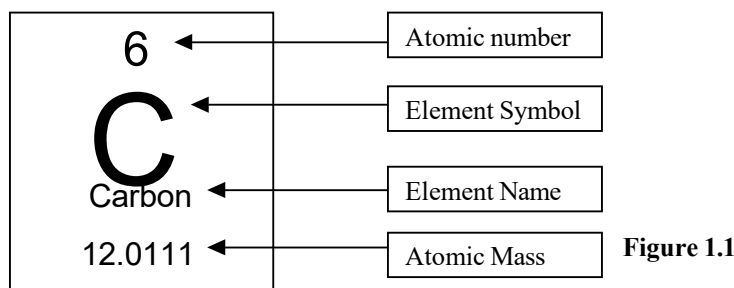 6
Atomic number
C
Element Symbol
Carbon
Element Name
12.0111
Atomic Mass
Figure 1.1